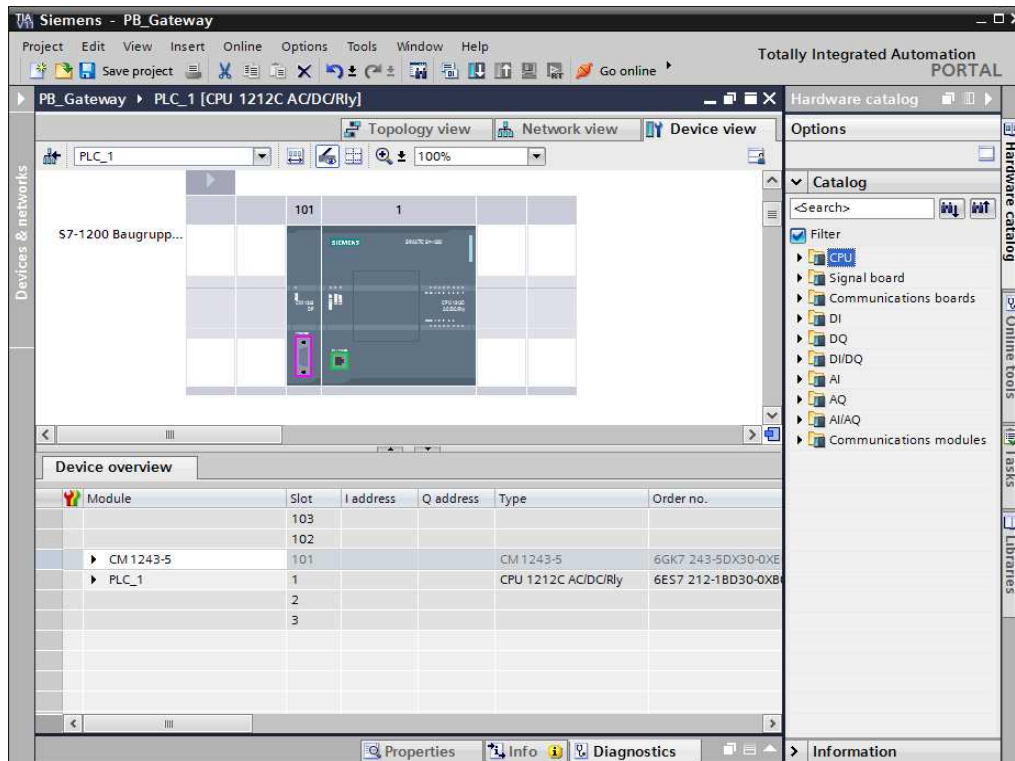 Siemens - PB_Gateway
Project Edit View Insert Online Options Tools Window Help
Totally Integrated Automation
PORTAL
Save project
Go online
PB_Gateway PLC_1 [CPU 1212C AC/DC/Rly]
Hardware catalog
Topology view Network view Device view
Options
PLC_1
100%
Catalog
<Search>
Filter
CPU
Signal board
Communications boards
DI
DQ
DI/DQ
AI
AQ
AI/AQ
Communications modules
101 1
S7-1200 Baugrupp...
SIEMENS
Devices & networks
Device overview
Module Slot I address Q address Type Order no.
103
102
CM 1243-5 101 CM 1243-5 6GK7 243-5DX30-0XE
PLC_1 1 CPU 1212C AC/DC/Rly 6ES7 212-1BD30-0XB
2
3
Properties Info Diagnostics
Information
Hardware catalog
Online tools
Tasks
Libraries